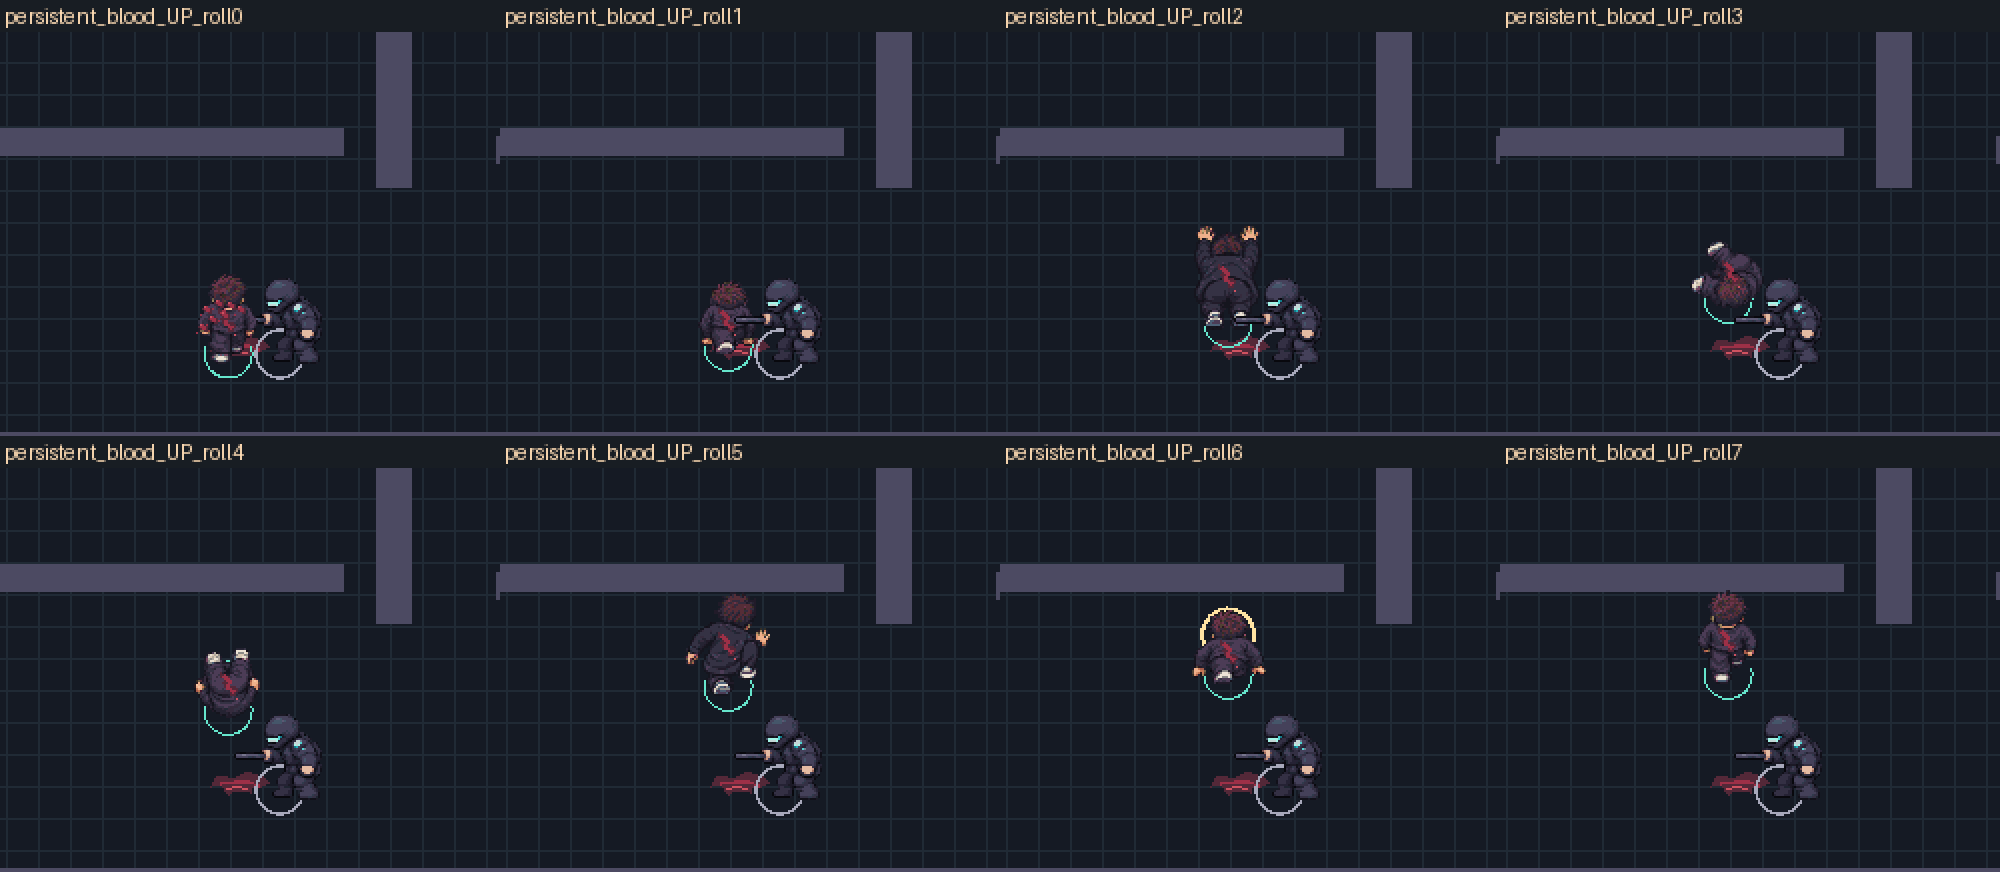 persistent_blood_UP_roll0
persistent_blood_UP_roll1
persistent_blood_UP_roll2
persistent_blood_UP_roll3
persistent_blood_UP_roll4
persistent_blood_UP_roll5
persistent_blood_UP_roll6
persistent_blood_UP_roll7